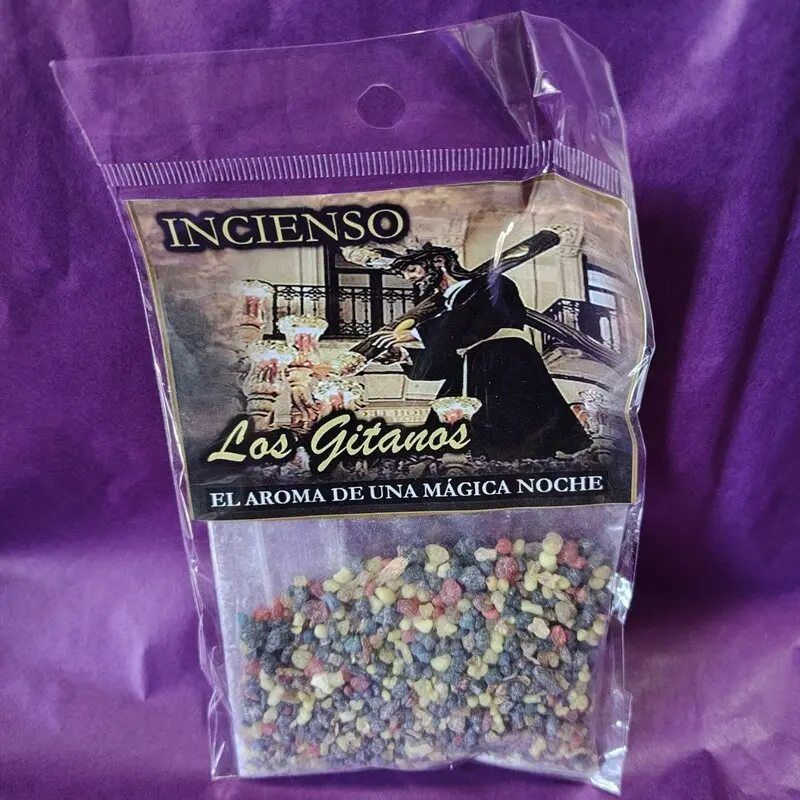 INCIENSO
Los Gitanos
EL AROMA DE UNA MÁGICA NOCHE